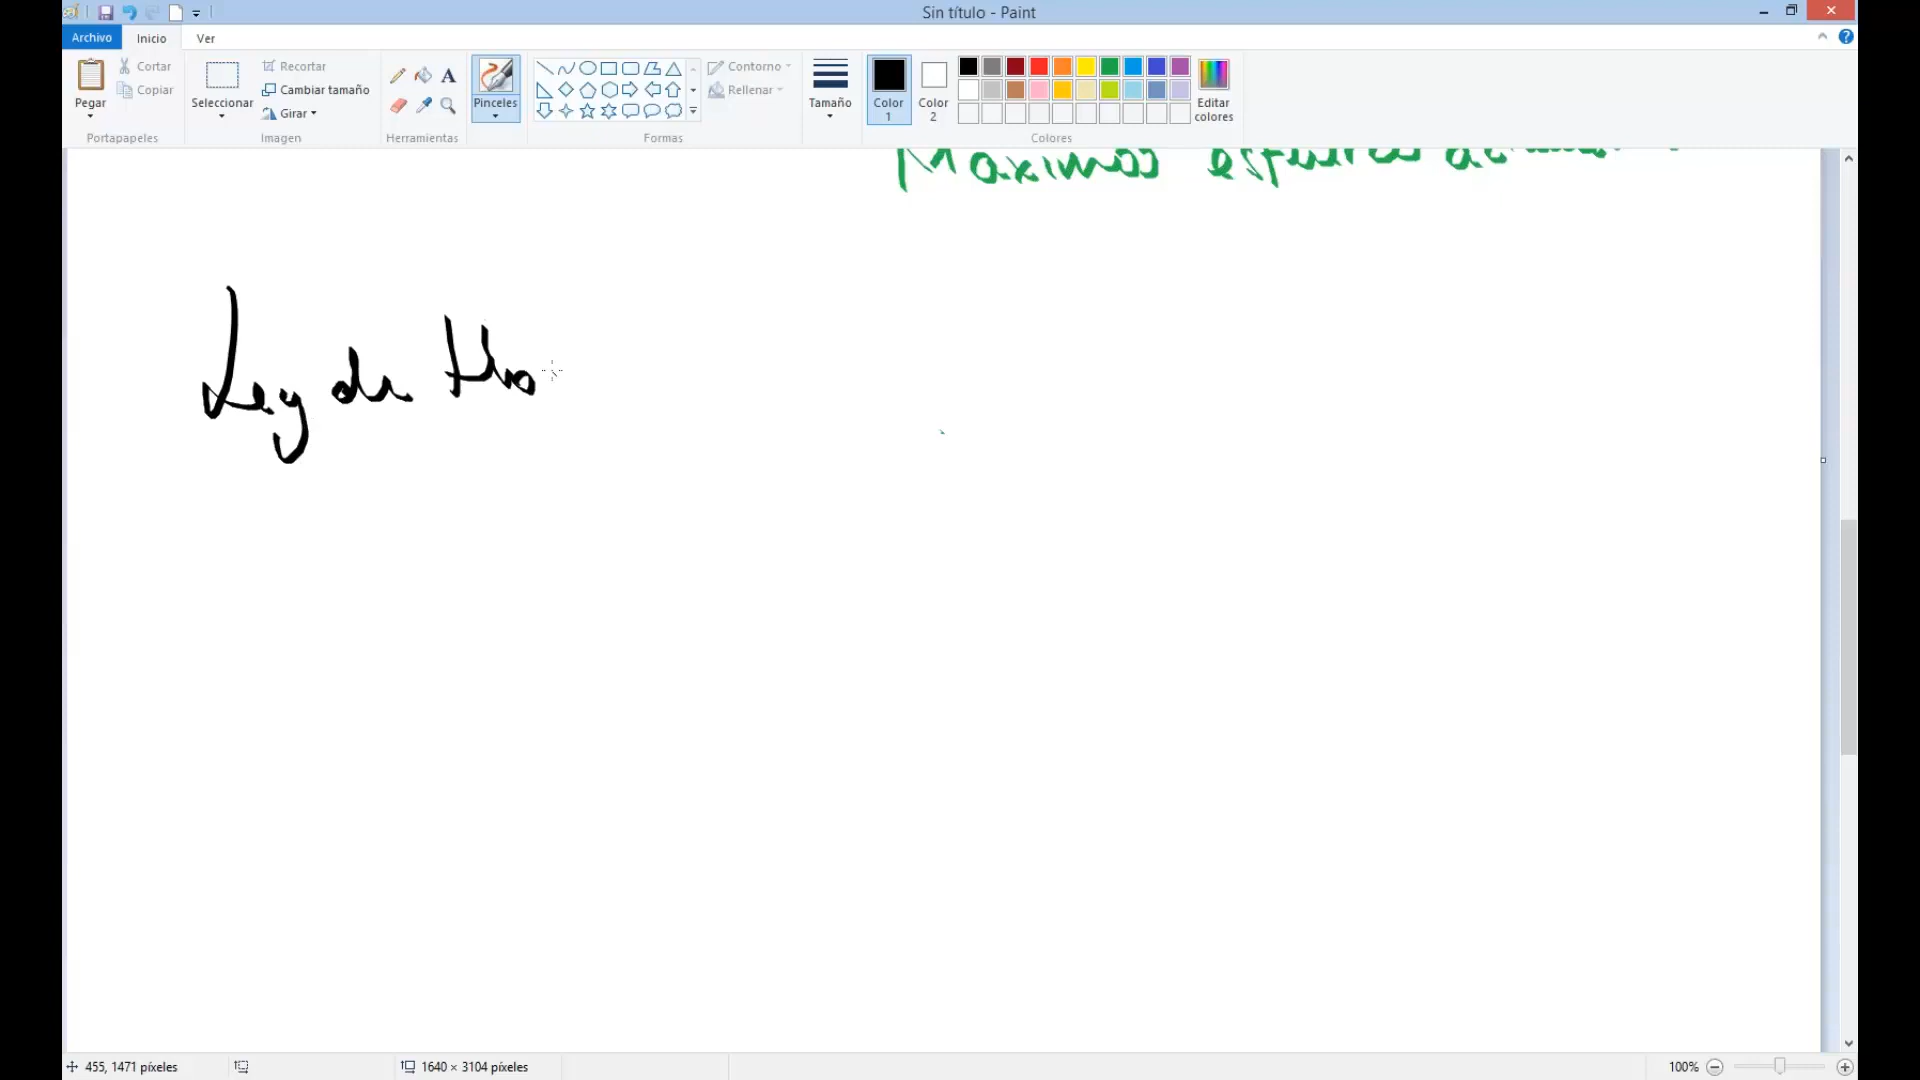 Sin título - Paint
Archivo Inicio Ver
Pegar Cortar Copiar
Portapapeles
Seleccionar Recortar Cambiar tamaño Girar
Imagen
Herramientas
Pinceles
Formas
Contorno
Rellenar
Tamaño
Color 1
Color 2
Editar colores
Colores
Maximos esfuerzo
Ley de Ho
455, 1471 píxeles
1640 × 3104 píxeles
100%